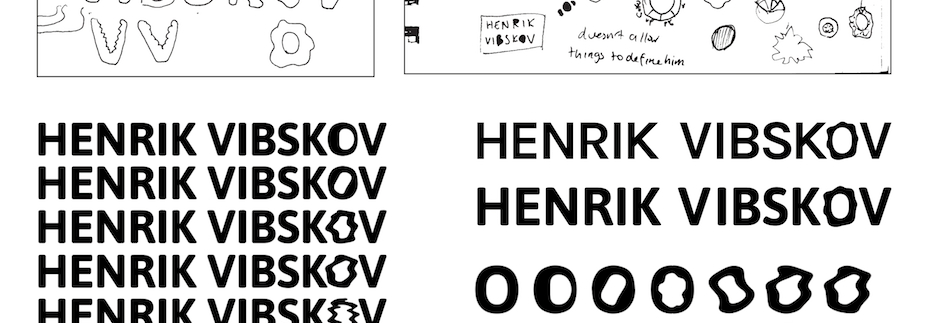 VIBSKOV
V V O
HENRIK
VIBSKOV
doesn't allow
things to define him
HENRIK VIBSKOV
HENRIK VIBSKOV
HENRIK VIBSKOV
HENRIK VIBSKOV
HENRIK VIBSKOV
HENRIK VIBSKOV
HENRIK VIBSKOV
O O O O O O O